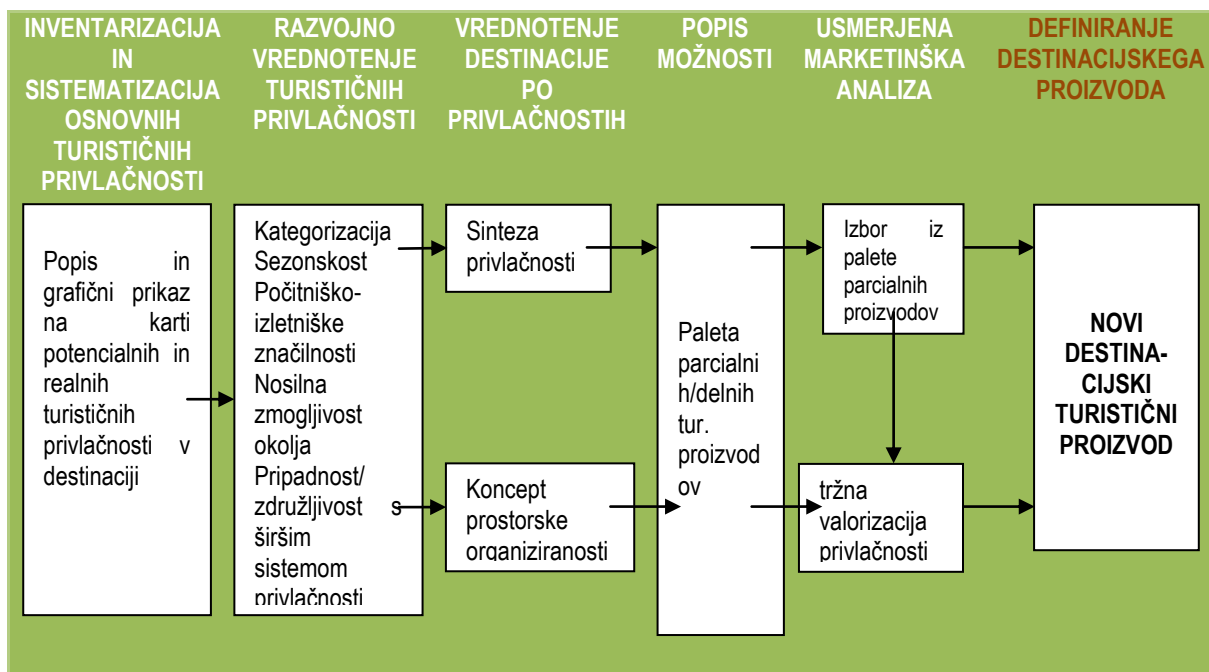 INVENTARIZACIJA
IN
SISTEMATIZACIJA
OSNOVNIH
TURISTIČNIH
PRIVLAČNOSTI
RAZVOJNO
VREDNOTENJE
TURISTIČNIH
PRIVLAČNOSTI
VREDNOTENJE
DESTINACIJE
PO
PRIVLAČNOSTIH
POPIS
MOŽNOSTI
USMERJENA
MARKETINŠKA
ANALIZA
DEFINIRANJE
DESTINACIJSKEGA
PROIZVODA
Popis in
grafični prikaz
na karti
potencialnih in
realnih
turističnih
privlačnosti v
destinaciji
Kategorizacija
Sezonskost
Počitniško-
izletniške
značilnosti
Nosilna
zmogljivost
okolja
Pripadnost/
združljivost s
širšim
sistemom
privlačnosti
Sinteza
privlačnosti
Koncept
prostorske
organiziranosti
Paleta
parcialni
h/delnih
tur.
proizvod
ov
Izbor iz
palete
parcialnih
proizvodov
tržna
valorizacija
privlačnosti
NOVI
DESTINA-
CIJSKI
TURISTIČNI
PROIZVOD